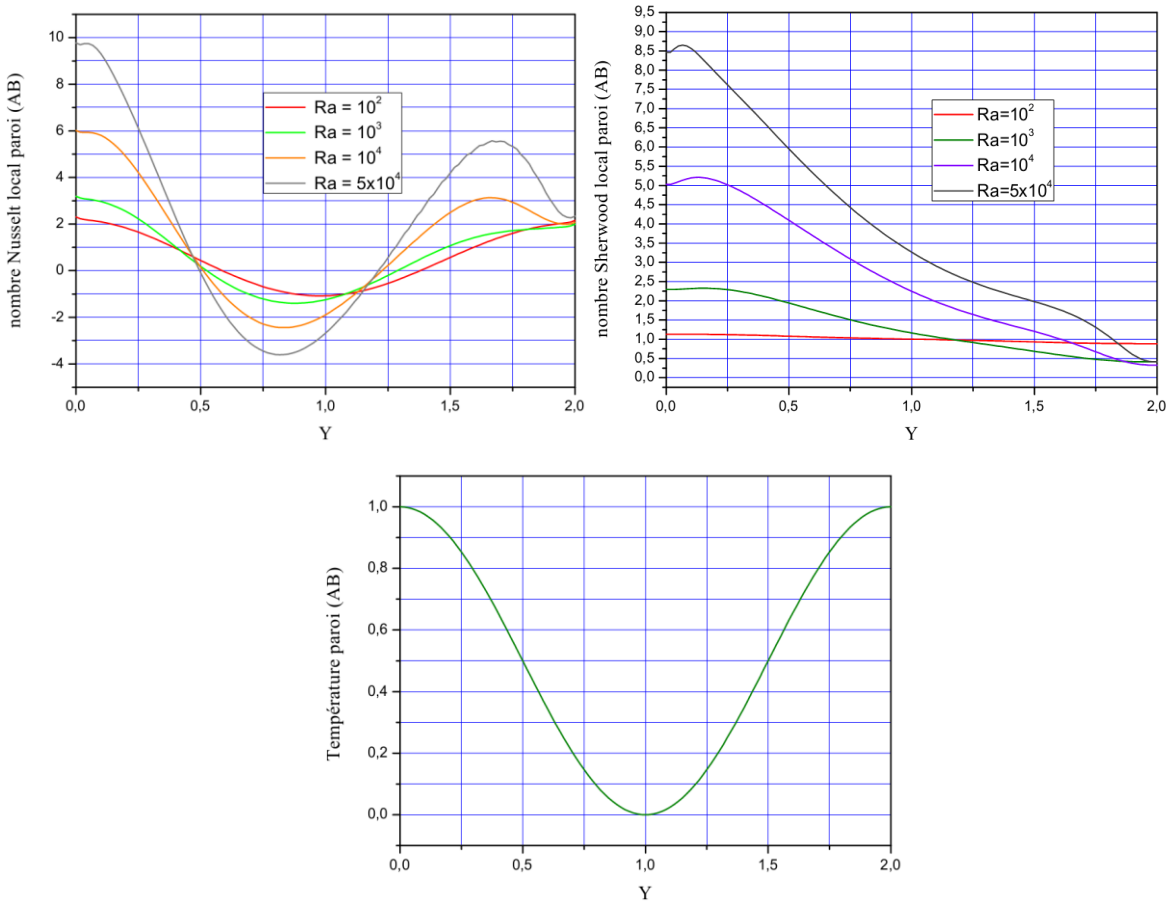 nombre Nusselt local paroi (AB)
10
8
6
4
2
0
-2
-4
0,0 0,5 1,0 1,5 2,0
Y
Ra = 10²
Ra = 10³
Ra = 10⁴
Ra = 5x10⁴
nombre Sherwood local paroi (AB)
9,5
9,0
8,5
8,0
7,5
7,0
6,5
6,0
5,5
5,0
4,5
4,0
3,5
3,0
2,5
2,0
1,5
1,0
0,5
0,0
0,0 0,5 1,0 1,5 2,0
Y
Ra=10²
Ra=10³
Ra=10⁴
Ra=5x10⁴
Température paroi (AB)
1,0
0,8
0,6
0,4
0,2
0,0
0,0 0,5 1,0 1,5 2,0
Y